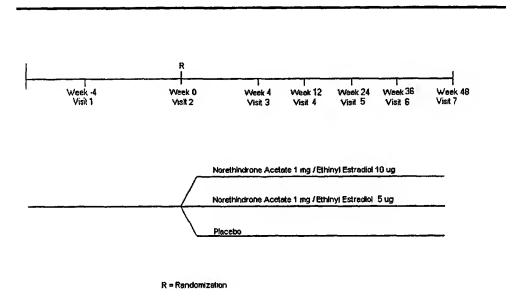 R
Week -4 Week 0 Week 4 Week 12 Week 24 Week 36 Week 48
Visit 1 Visit 2 Visit 3 Visit 4 Visit 5 Visit 6 Visit 7
Norethindrone Acetate 1 mg / Ethinyl Estradiol 10 ug
Norethindrone Acetate 1 mg / Ethinyl Estradiol 5 ug
Placebo
R = Randomization